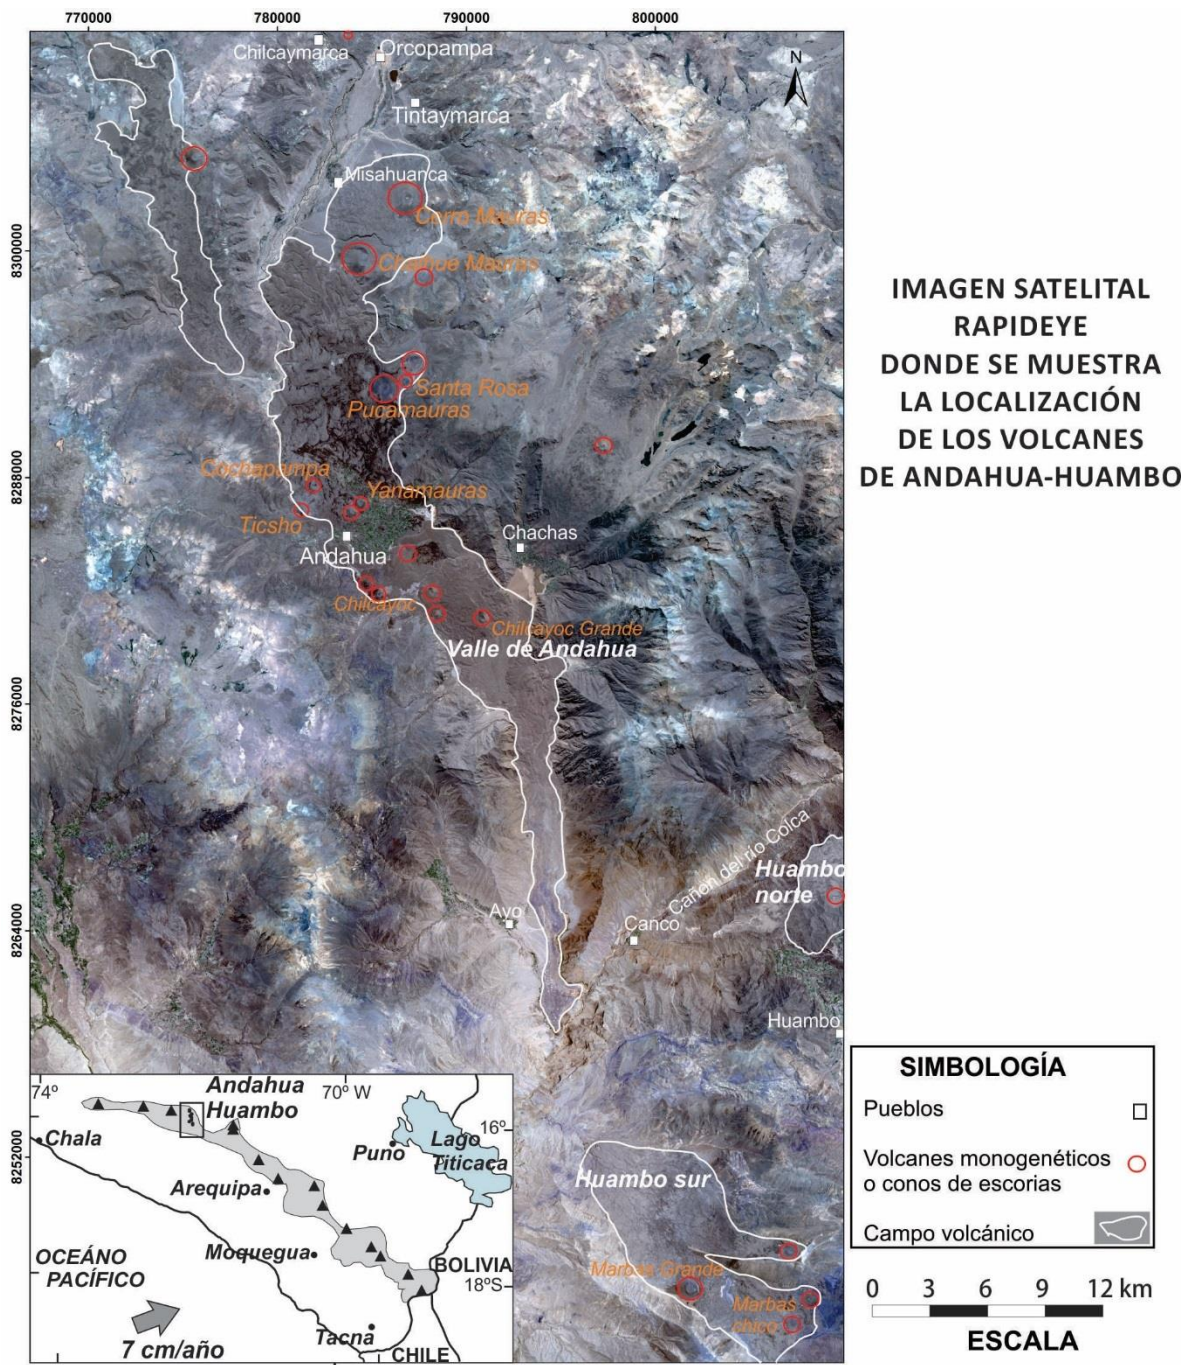 770000
780000
790000
800000
Chilcaymarca
Orcopampa
N
Tintaymarca
Misahuanca
Cerro Mauras
8300000
Chalhue Mauras
IMAGEN SATELITAL
RAPIDEYE
DONDE SE MUESTRA
LA LOCALIZACIÓN
DE LOS VOLCANES
DE ANDAHUA-HUAMBO
Santa Rosa
Pucamauras
Cochapampa
8288000
Yanamauras
Ticsho
Andahua
Chachas
Chilcayoc
Chilcayoc Grande
Valle de Andahua
8276000
Cañon del río Colca
Huambo
norte
Ayo
Canco
8264000
Huambo
SIMBOLOGÍA
Pueblos
Volcanes monogenéticos
o conos de escorias
Campo volcánico
0 3 6 9 12 km
ESCALA
Huambo sur
Marbas Grande
Marbas
chico
8252000
74°
Andahua
Huambo
70° W
16°
Chala
Puno
Lago
Titicaca
Arequipa
Moquegua
OCEÁNO
PACÍFICO
BOLIVIA
18°S
7 cm/año
Tacna
CHILE